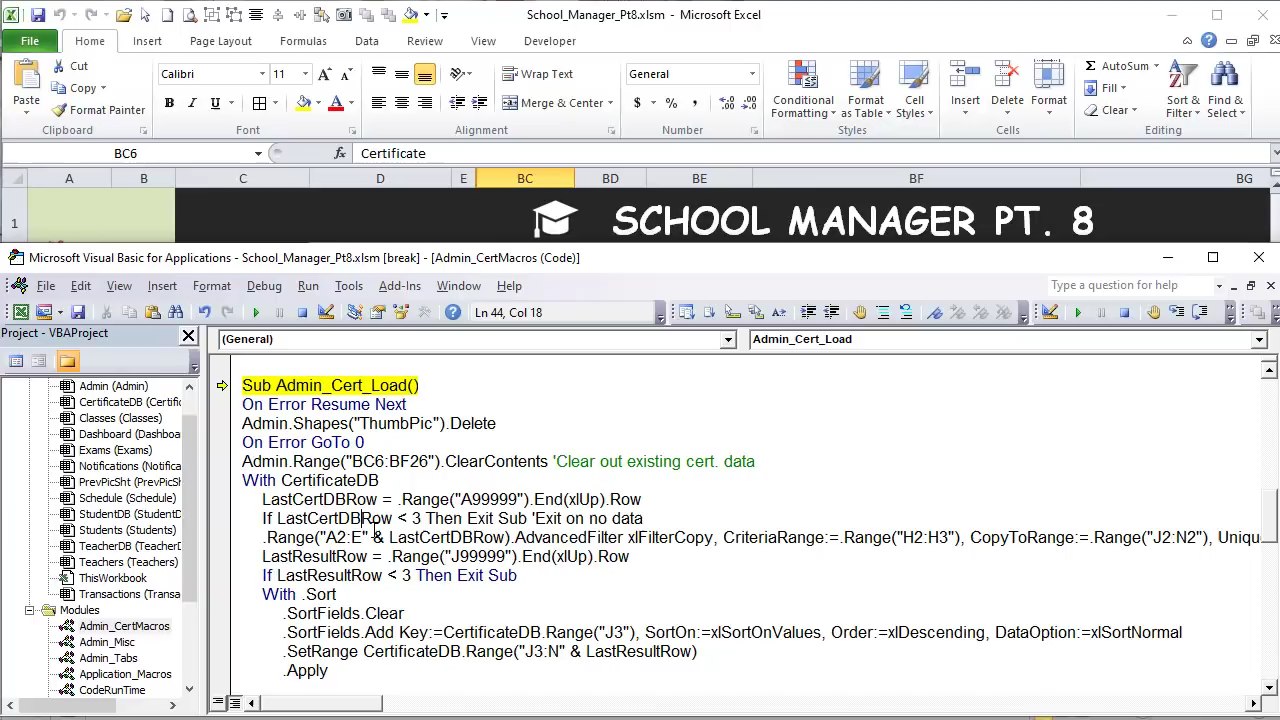 School_Manager_Pt8.xlsm - Microsoft Excel
File Home Insert Page Layout Formulas Data Review View Developer
Paste
Cut
Copy
Format Painter
Clipboard
Calibri 11
B I U A
Font
Wrap Text
Merge & Center
Alignment
General
$ % ,
Number
Conditional Formatting
Format as Table
Cell Styles
Styles
Insert
Delete
Format
Cells
AutoSum
Fill
Clear
Sort & Filter
Find & Select
Editing
BC6 fx Certificate
A B C D E BC BD BE BF BG
1 SCHOOL MANAGER PT. 8
Microsoft Visual Basic for Applications - School_Manager_Pt8.xlsm [break] - [Admin_CertMacros (Code)]
File Edit View Insert Format Debug Run Tools Add-Ins Window Help Type a question for help
Ln 44, Col 18
Project - VBAProject
(General) Admin_Cert_Load
Admin (Admin)
CertificateDB (Certific
Classes (Classes)
Dashboard (Dashboa
Exams (Exams)
Notifications (Notifica
PrevPicSht (PrevPicS
Schedule (Schedule)
StudentDB (StudentD
Students (Students)
TeacherDB (TeacherD
Teachers (Teachers)
ThisWorkbook
Transactions (Transa
Modules
Admin_CertMacros
Admin_Misc
Admin_Tabs
Application_Macros
CodeRunTime
Sub Admin_Cert_Load()
On Error Resume Next
Admin.Shapes("ThumbPic").Delete
On Error GoTo 0
Admin.Range("BC6:BF26").ClearContents 'Clear out existing cert. data
With CertificateDB
LastCertDBRow = .Range("A99999").End(xlUp).Row
If LastCertDBRow < 3 Then Exit Sub 'Exit on no data
.Range("A2:E" & LastCertDBRow).AdvancedFilter xlFilterCopy, CriteriaRange:=.Range("H2:H3"), CopyToRange:=.Range("J2:N2"), Uniqu
LastResultRow = .Range("J99999").End(xlUp).Row
If LastResultRow < 3 Then Exit Sub
With .Sort
.SortFields.Clear
.SortFields.Add Key:=CertificateDB.Range("J3"), SortOn:=xlSortOnValues, Order:=xlDescending, DataOption:=xlSortNormal
.SetRange CertificateDB.Range("J3:N" & LastResultRow)
.Apply